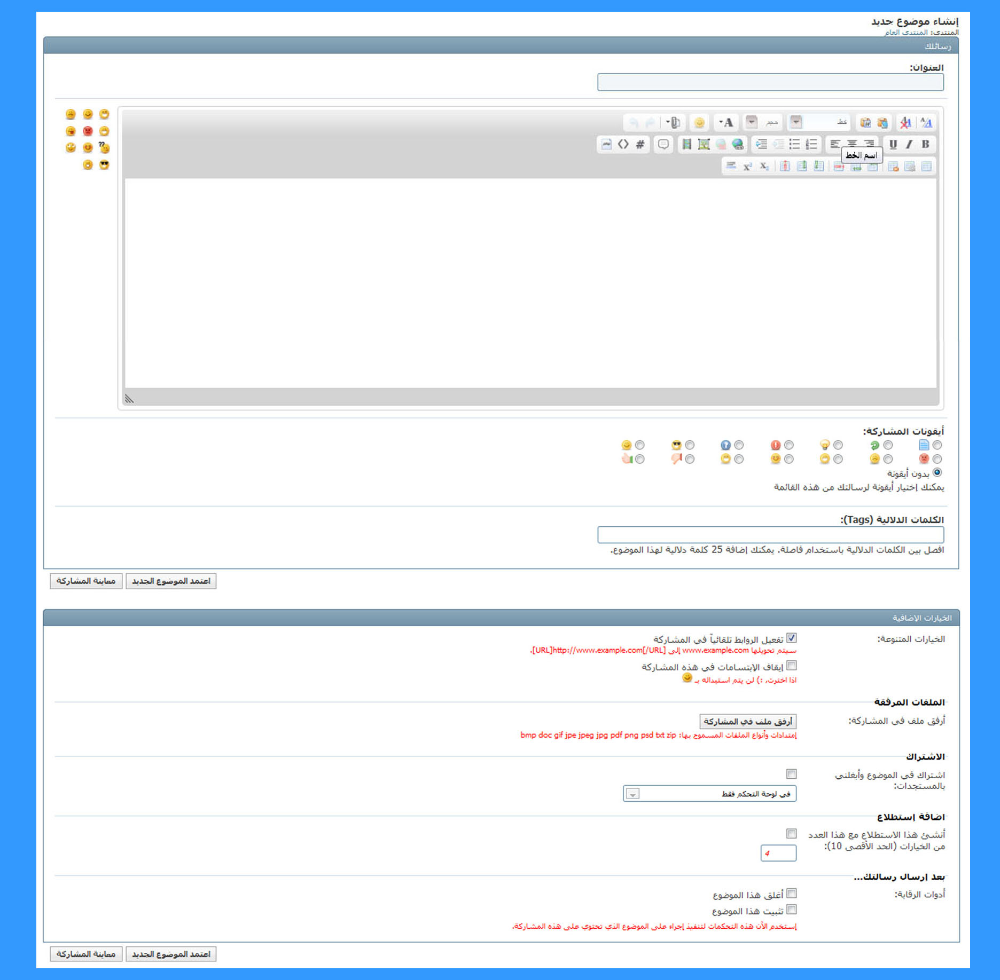 إنشاء موضوع جديد
المنتدى: المنتدى العام
رسائلك
العنوان:
خط
حجم
A
B I U
اسم الخط
أيقونات المشاركة:
بدون أيقونة
يمكنك إختيار أيقونة لرسالتك من هذه القائمة
الكلمات الدلالية (Tags):
افصل بين الكلمات الدلالية باستخدام فاصلة. يمكنك إضافة 25 كلمة دلالية لهذا الموضوع.
اعتمد الموضوع الجديد
معاينة المشاركة
الخيارات الإضافية
الخيارات المتنوعة:
تفعيل الروابط تلقائياً في المشاركة
سيتم تحويلها www.example.com إلى [URL]http://www.example.com[/URL].
إيقاف الإبتسامات في هذه المشاركة
اذا اخترت, :) لن يتم استبداله بـ
الملفات المرفقة
أرفق ملف في المشاركة:
أرفق ملف في المشاركة
إمتدادات وأنواع الملفات المسموح بها: bmp doc gif jpe jpeg jpg pdf png psd txt zip
الاشتراك
اشتراك في الموضوع وأبغلني
بالمستجدات:
في لوحة التحكم فقط
اضافة إستطلاع
أنشئ هذا الاستطلاع مع هذا العدد
من الخيارات (الحد الأقصى 10):
4
بعد إرسال رسالتك...
أدوات الرقابة:
أغلق هذا الموضوع
تثبيت هذا الموضوع
إستخدم الآن هذه التحكمات لتنفيذ إجراء على الموضوع الذي تحتوي على هذه المشاركة.
اعتمد الموضوع الجديد
معاينة المشاركة